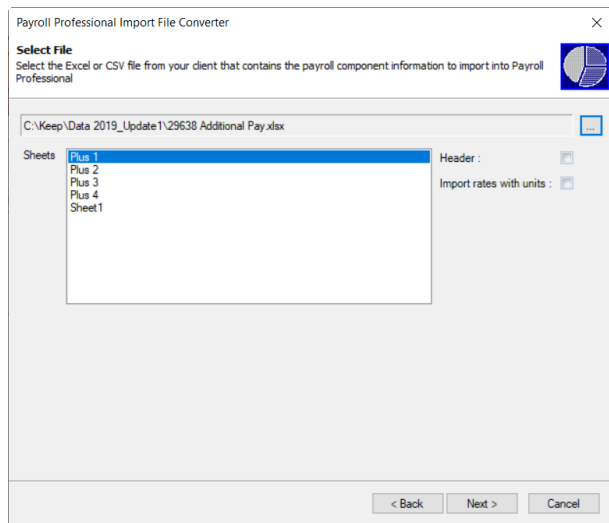 Payroll Professional Import File Converter
Select File
Select the Excel or CSV file from your client that contains the payroll component information to import into Payroll
Professional
C:\Keep\Data 2019_Update1\29638 Additional Pay.xlsx
...
Sheets
Plus 1
Plus 2
Plus 3
Plus 4
Sheet1
Header :
Import rates with units :
< Back
Next >
Cancel